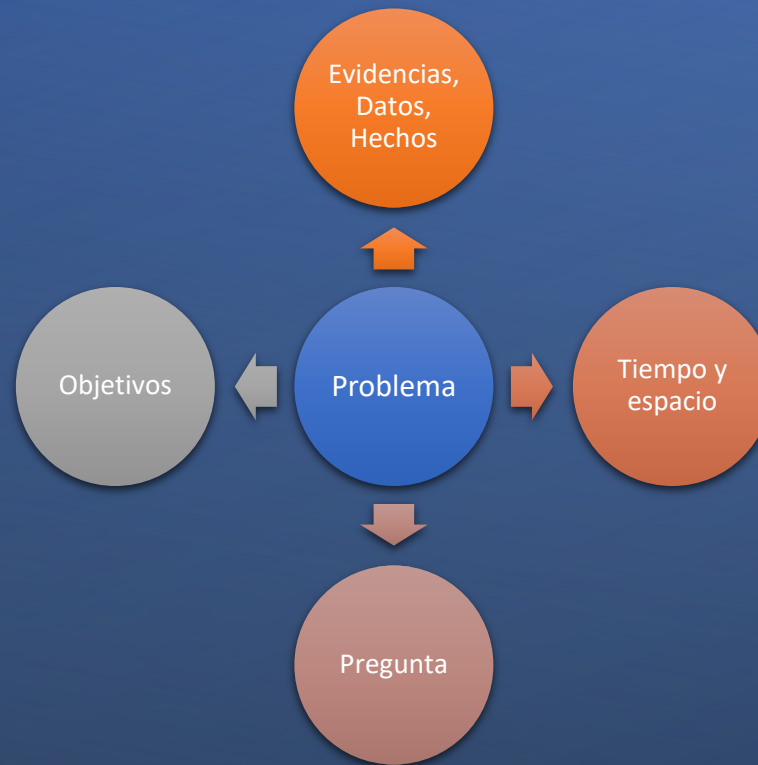 Evidencias,
Datos,
Hechos
Objetivos
Problema
Tiempo y
espacio
Pregunta